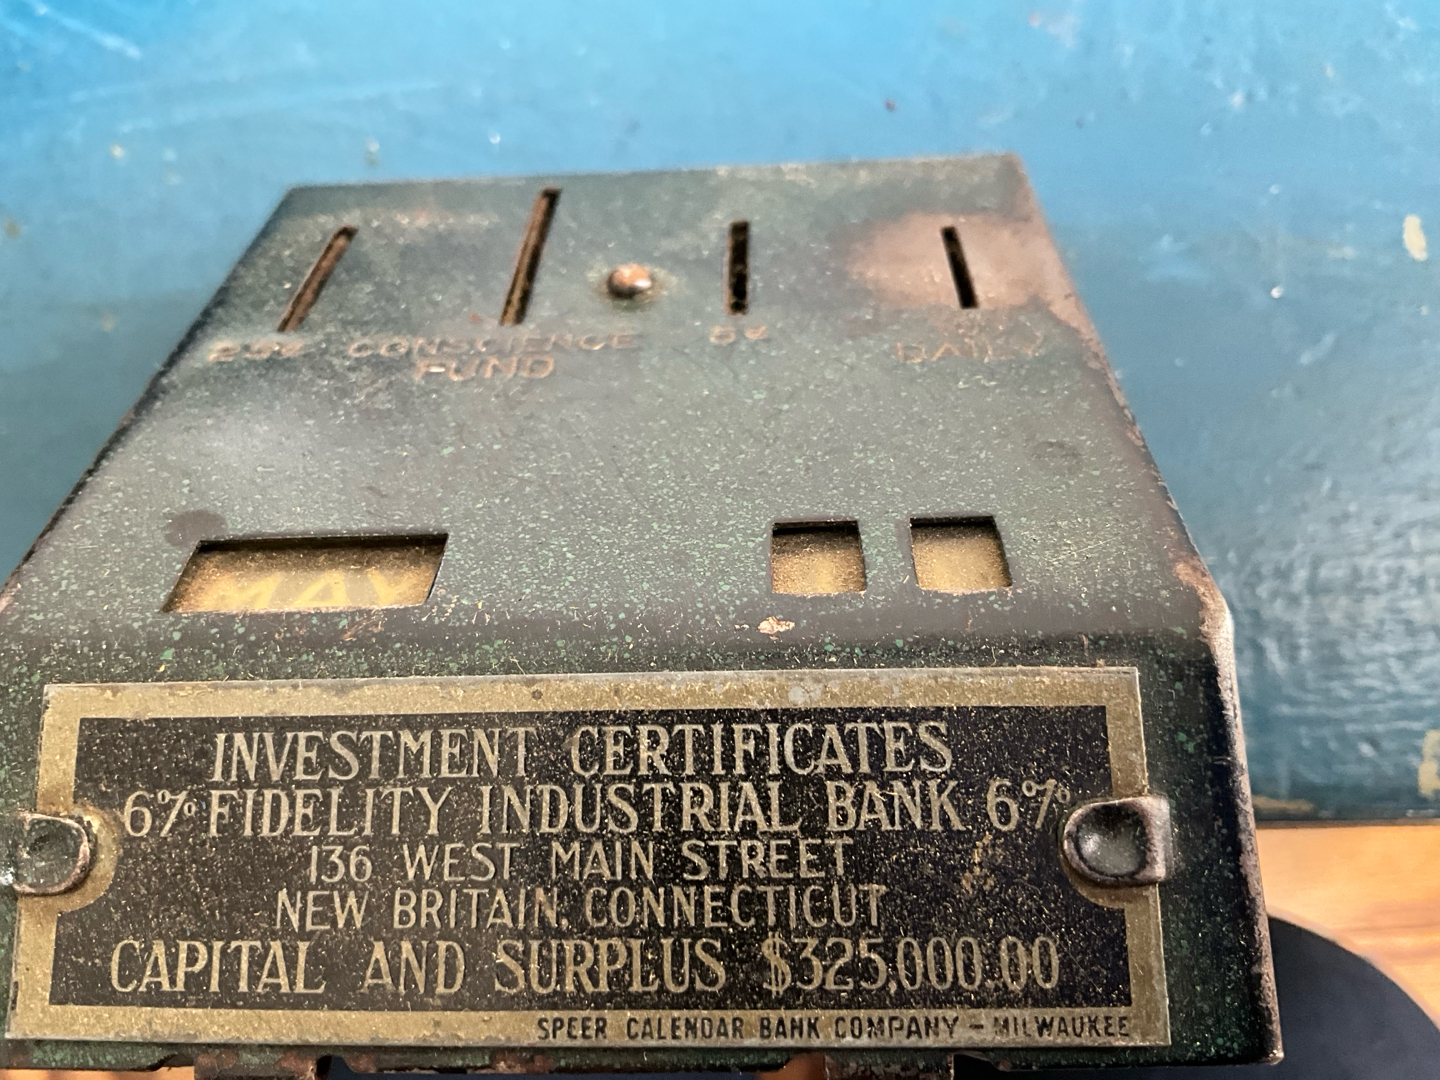 25¢ CONSCIENCE FUND 5¢ DAILY
MAY
INVESTMENT CERTIFICATES
6% FIDELITY INDUSTRIAL BANK 6%
136 WEST MAIN STREET
NEW BRITAIN, CONNECTICUT
CAPITAL AND SURPLUS $325,000.00
SPEER CALENDAR BANK COMPANY - MILWAUKEE